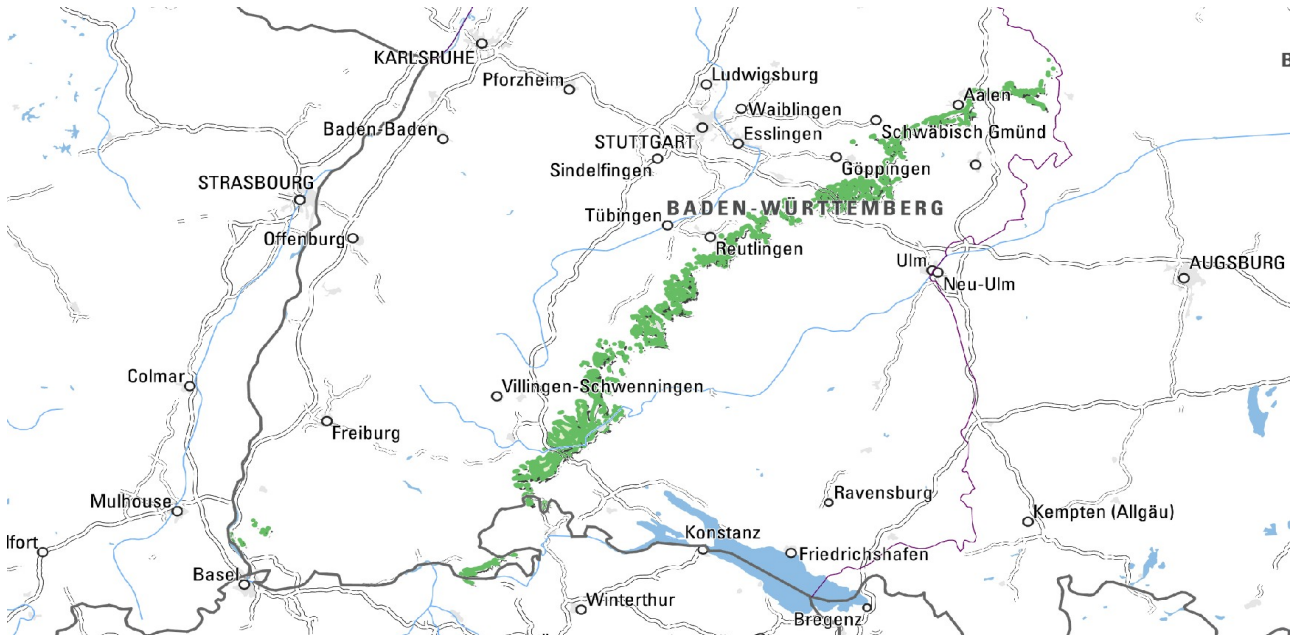 KARLSRUHE
B
Pforzheim
Ludwigsburg
Aalen
Waiblingen
Baden-Baden
STUTTGART
Esslingen
Schwäbisch Gmünd
Sindelfingen
Göppingen
STRASBOURG
BADEN-WÜRTTEMBERG
Tübingen
Offenburg
Reutlingen
Ulm
AUGSBURG
Neu-Ulm
Colmar
Villingen-Schwenningen
Freiburg
Mulhouse
Ravensburg
Kempten (Allgäu)
Konstanz
lfort
Friedrichshafen
Basel
Winterthur
Bregenz